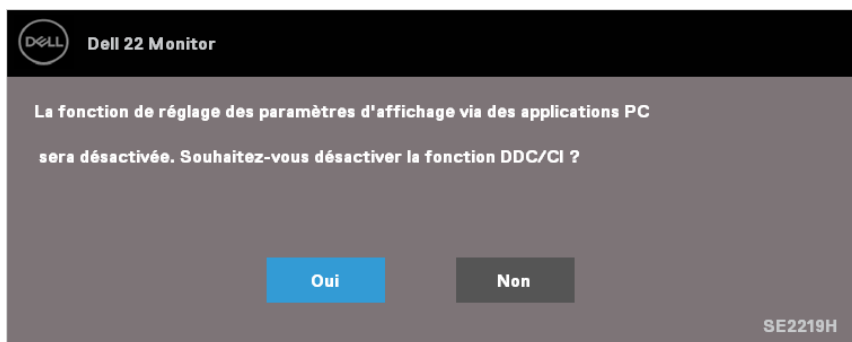 DELL
Dell 22 Monitor
La fonction de réglage des paramètres d'affichage via des applications PC
sera désactivée. Souhaitez-vous désactiver la fonction DDC/CI ?
Oui
Non
SE2219H